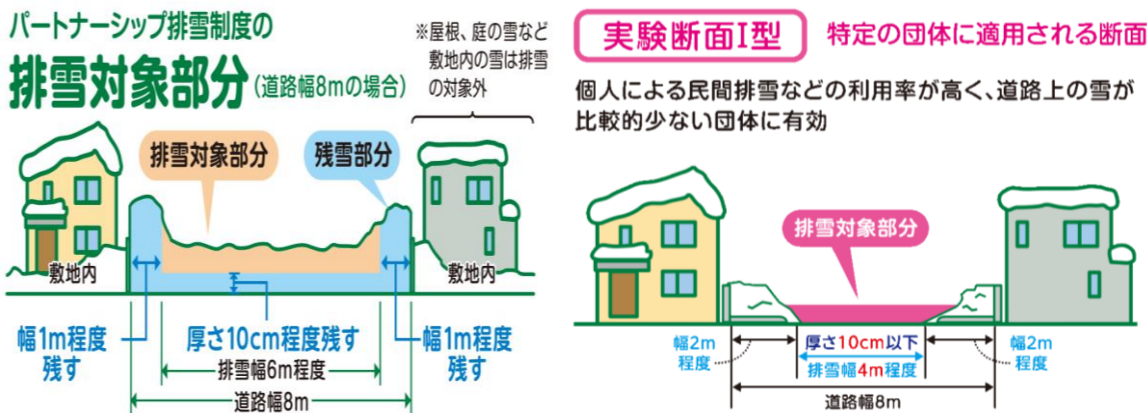 パートナーシップ排雪制度の
排雪対象部分(道路幅8mの場合)
※屋根、庭の雪など
敷地内の雪は排雪
の対象外
排雪対象部分
残雪部分
敷地内
敷地内
幅1m程度
残す
厚さ10cm程度残す
幅1m程度
残す
排雪幅6m程度
道路幅8m
実験断面I型
特定の団体に適用される断面
個人による民間排雪などの利用率が高く、道路上の雪が
比較的少ない団体に有効
排雪対象部分
幅2m
程度
厚さ10cm以下
排雪幅4m程度
幅2m
程度
道路幅8m